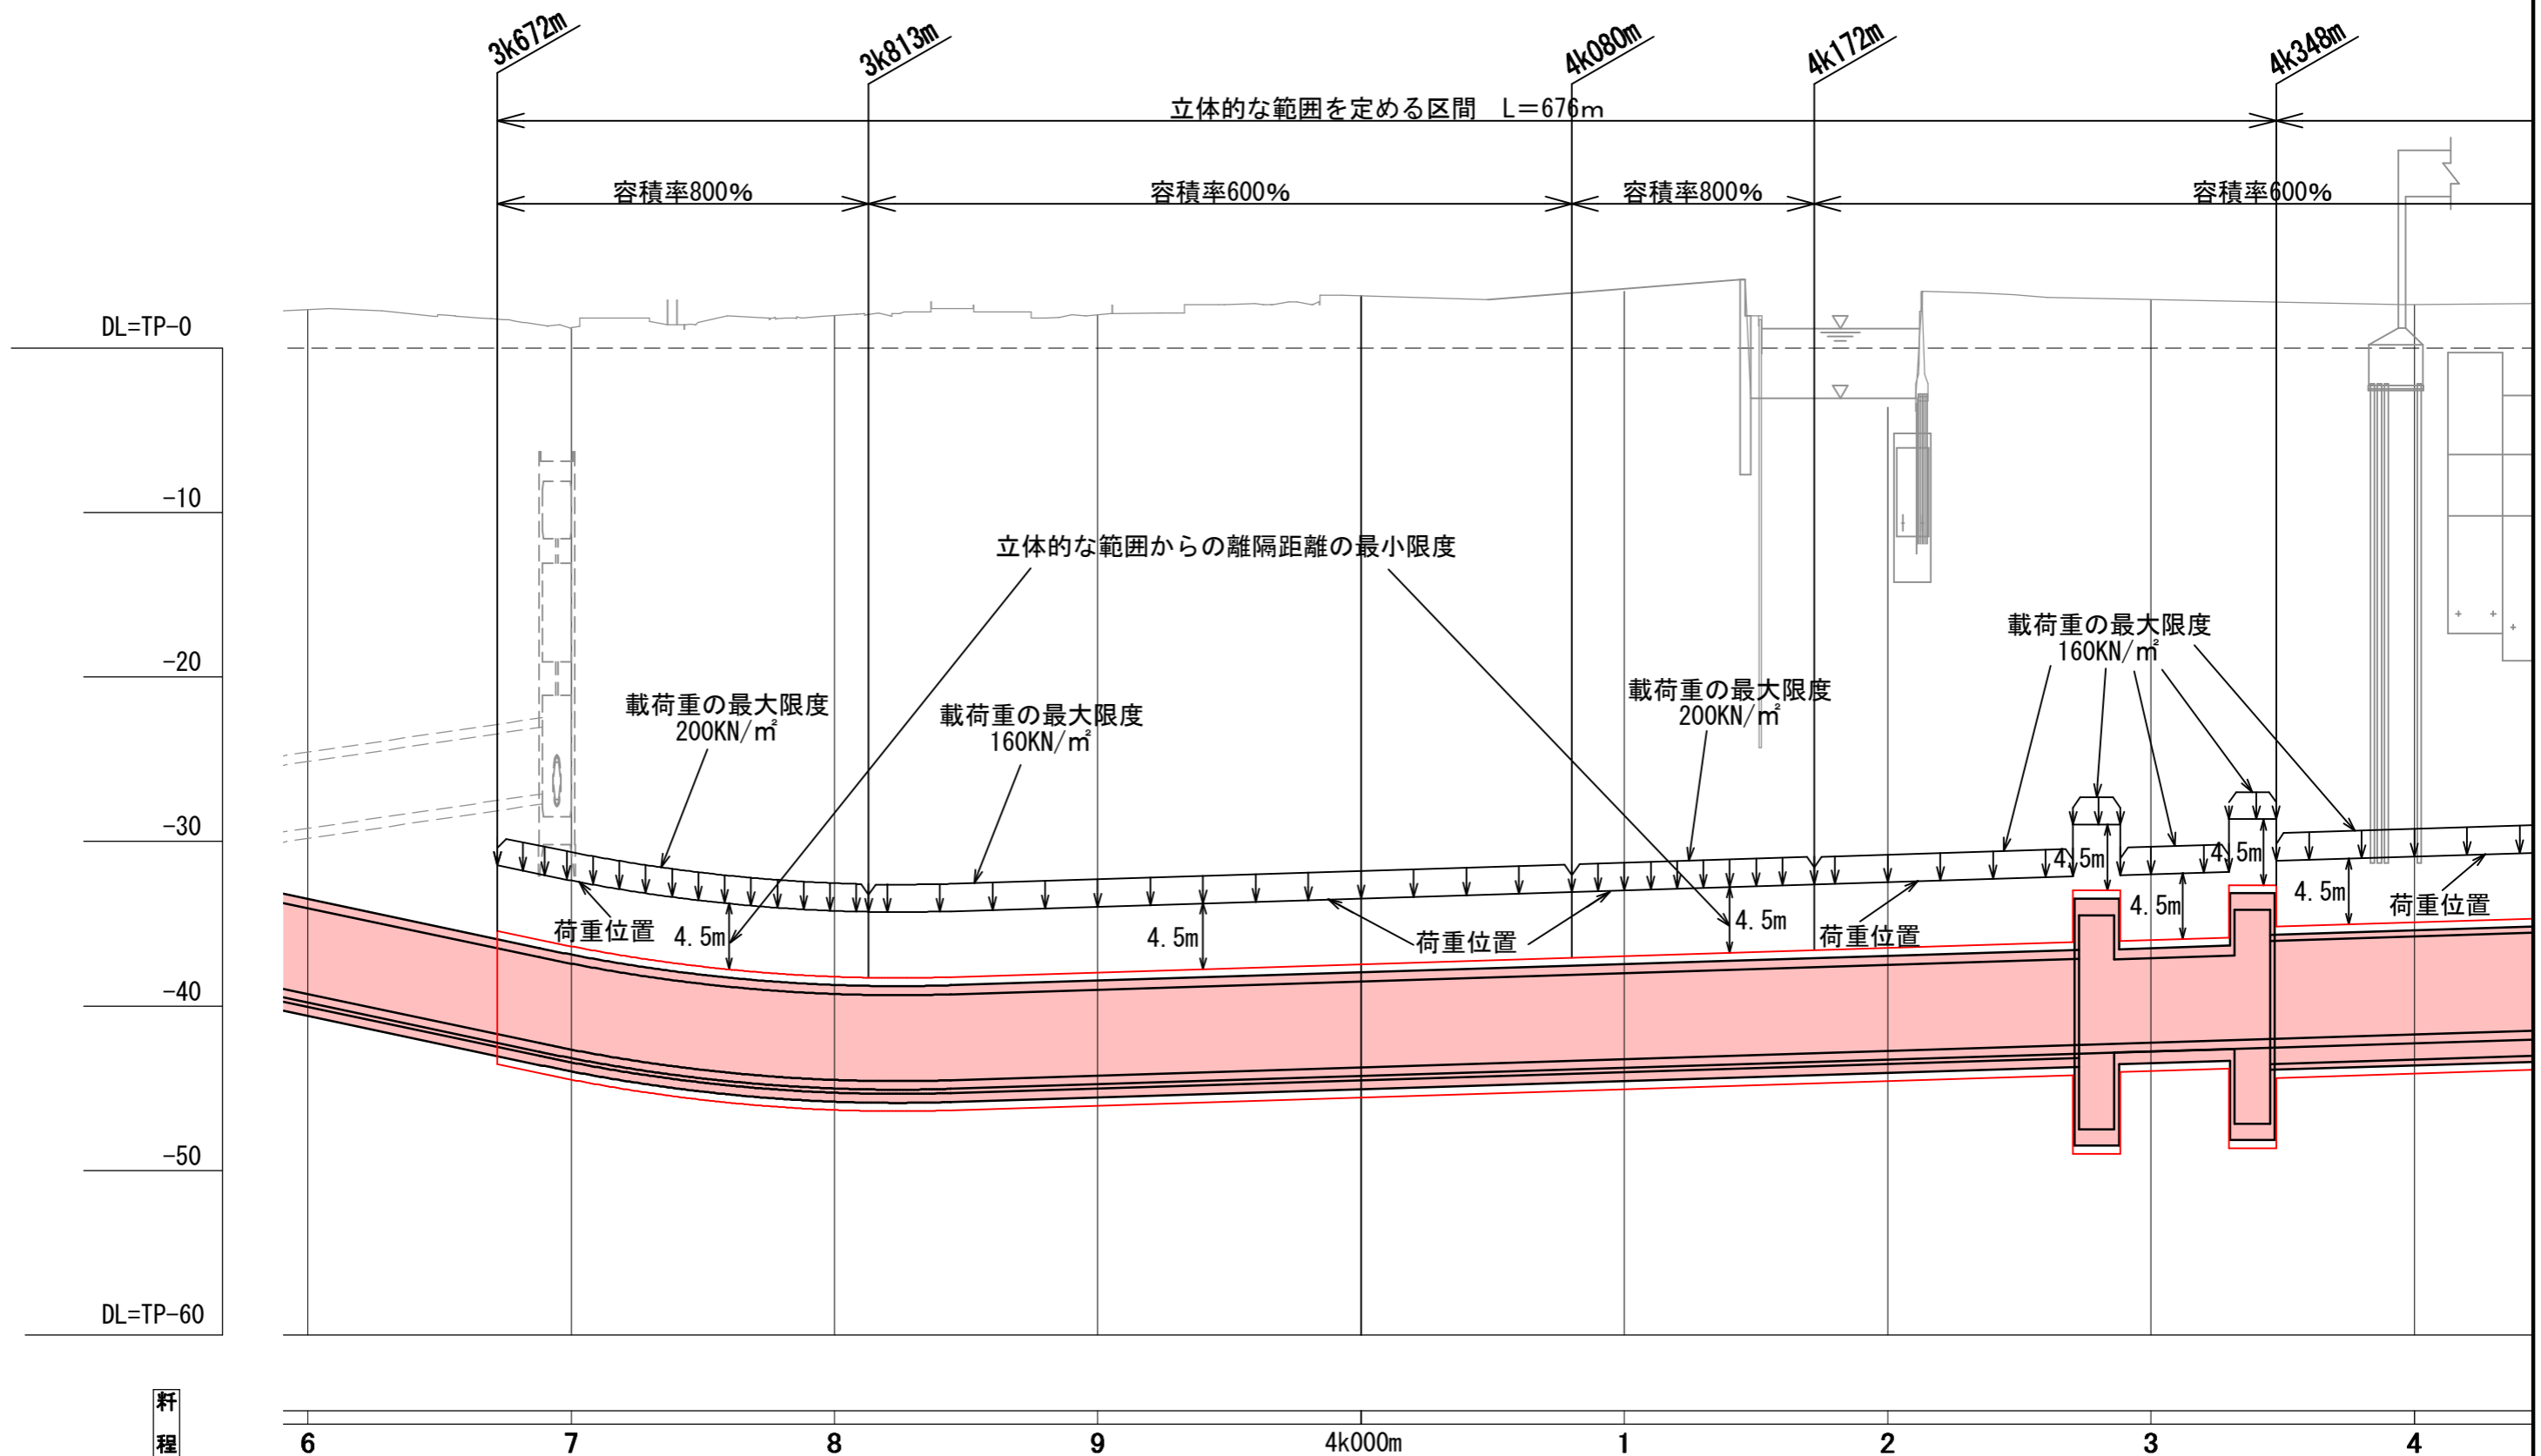 3k672m
3k813m
4k080m
4k172m
4k348m
立体的な範囲を定める区間　L=676m
容積率800%
容積率600%
容積率800%
容積率600%
DL=TP-0
-10
-20
-30
-40
-50
DL=TP-60
立体的な範囲からの離隔距離の最小限度
載荷重の最大限度
200KN/㎡
載荷重の最大限度
160KN/㎡
載荷重の最大限度
200KN/㎡
載荷重の最大限度
160KN/㎡
荷重位置
4.5m
4.5m
荷重位置
4.5m
荷重位置
4.5m
4.5m
4.5m
4.5m
荷重位置
粁
程
6
7
8
9
4k000m
1
2
3
4